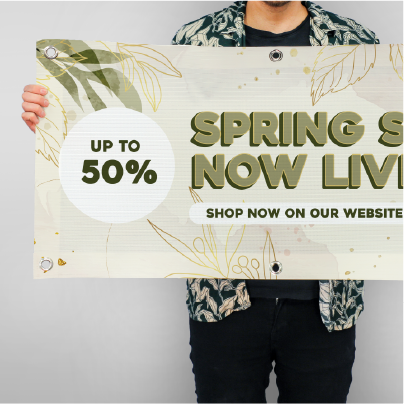 UP TO
50%
SPRING S
NOW LIV
SHOP NOW ON OUR WEBSITE